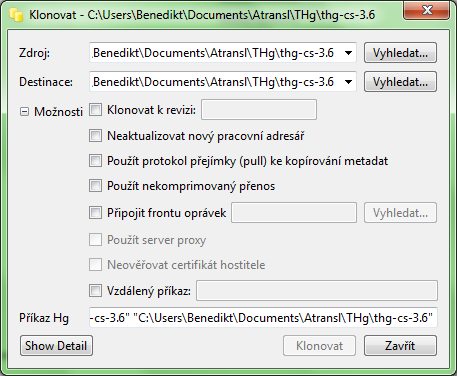 Klonovat - C:\Users\Benedikt\Documents\Atransl\THg\thg-cs-3.6
Zdroj: Benedikt\Documents\Atransl\THg\thg-cs-3.6 Vyhledat...
Destinace: Benedikt\Documents\Atransl\THg\thg-cs-3.6 Vyhledat...
Možnosti Klonovat k revizi:
Neaktualizovat nový pracovní adresář
Použít protokol přejímky (pull) ke kopírování metadat
Použít nekomprimovaný přenos
Připojit frontu oprávek Vyhledat...
Použít server proxy
Neověřovat certifikát hostitele
Vzdálený příkaz:
Příkaz Hg -cs-3.6" "C:\Users\Benedikt\Documents\Atransl\THg\thg-cs-3.6"
Show Detail Klonovat Zavřít